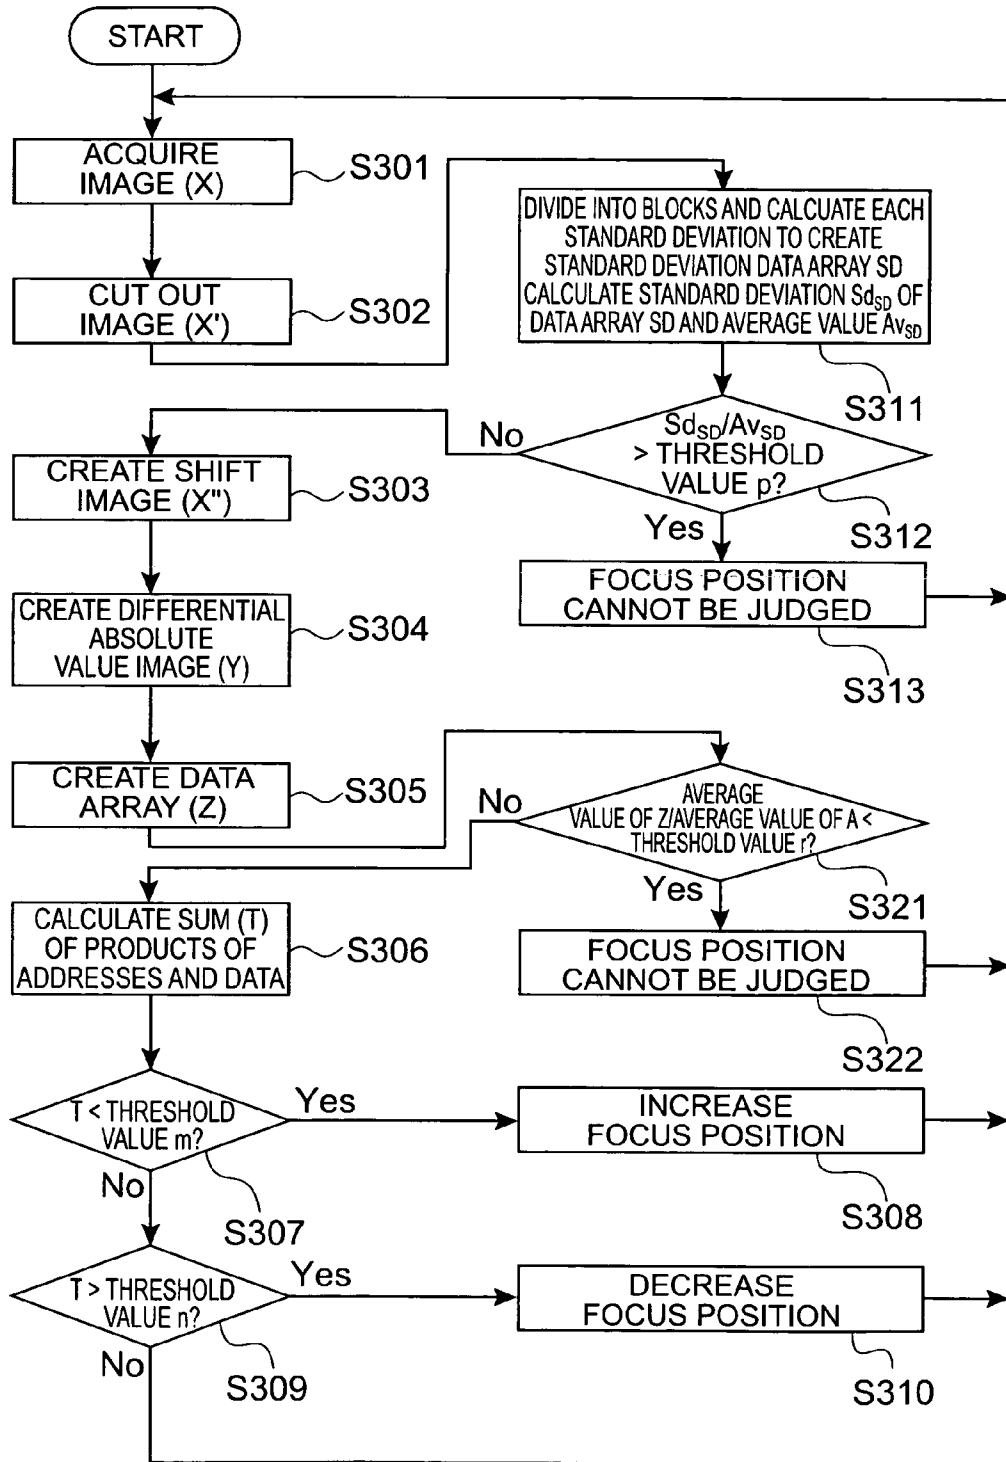 START
ACQUIRE
IMAGE (X)
S301
CUT OUT
IMAGE (X')
S302
DIVIDE INTO BLOCKS AND CALCUATE EACH
STANDARD DEVIATION TO CREATE
STANDARD DEVIATION DATA ARRAY SD
CALCULATE STANDARD DEVIATION SdSD OF
DATA ARRAY SD AND AVERAGE VALUE AvSD
S311
SdSD/AvSD
> THRESHOLD
VALUE p?
No
Yes
S312
FOCUS POSITION
CANNOT BE JUDGED
S313
CREATE SHIFT
IMAGE (X")
S303
CREATE DIFFERENTIAL
ABSOLUTE
VALUE IMAGE (Y)
S304
CREATE DATA
ARRAY (Z)
S305
AVERAGE
VALUE OF Z/AVERAGE VALUE OF A <
THRESHOLD VALUE r?
No
Yes
S321
FOCUS POSITION
CANNOT BE JUDGED
S322
CALCULATE SUM (T)
OF PRODUCTS OF
ADDRESSES AND DATA
S306
T < THRESHOLD
VALUE m?
Yes
No
S307
INCREASE
FOCUS POSITION
S308
T > THRESHOLD
VALUE n?
Yes
No
S309
DECREASE
FOCUS POSITION
S310